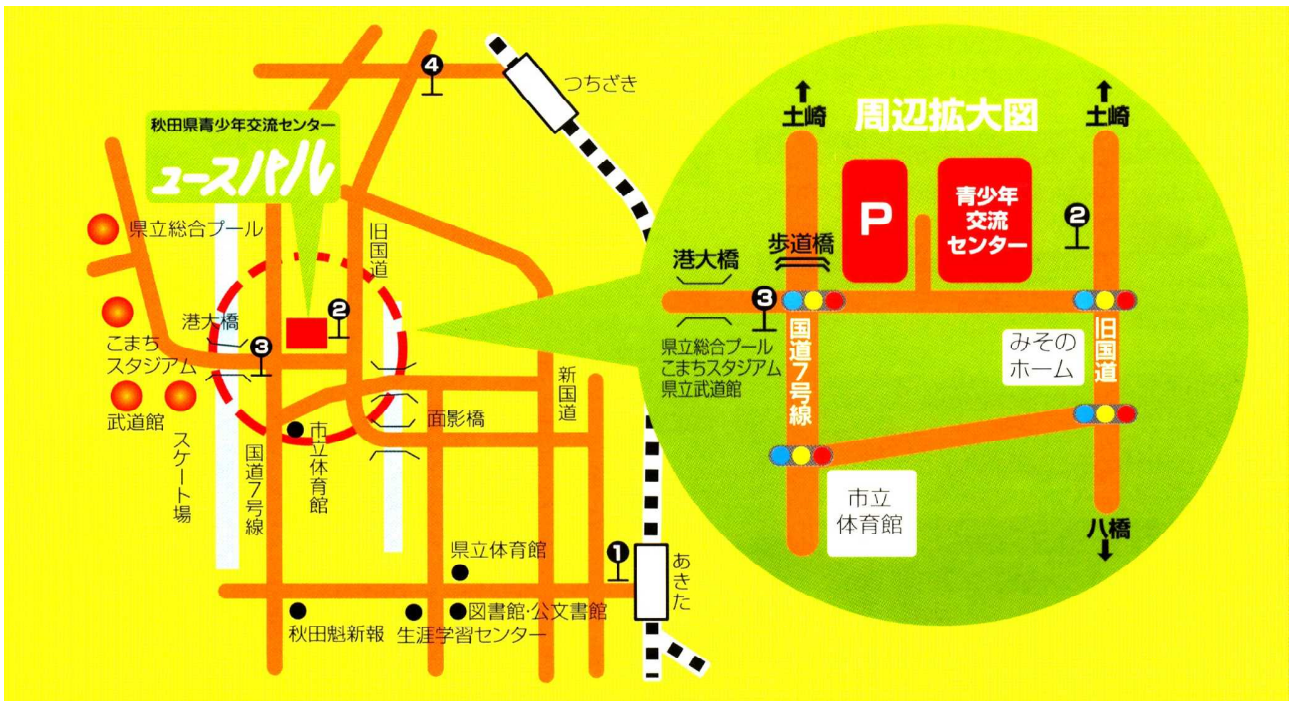 ④
つちざき
秋田県青少年交流センター
ユースパル
県立総合プール
旧国道
港大橋
②
③
こまち
スタジアム
武道館
スケート場
国道7号線
市立体育館
面影橋
新国道
県立体育館
①
あきた
図書館・公文書館
秋田魁新報
生涯学習センター
周辺拡大図
土崎
土崎
P
青少年
交流
センター
②
歩道橋
港大橋
③
県立総合プール
こまちスタジアム
県立武道館
国道7号線
みその
ホーム
旧国道
市立
体育館
八橋